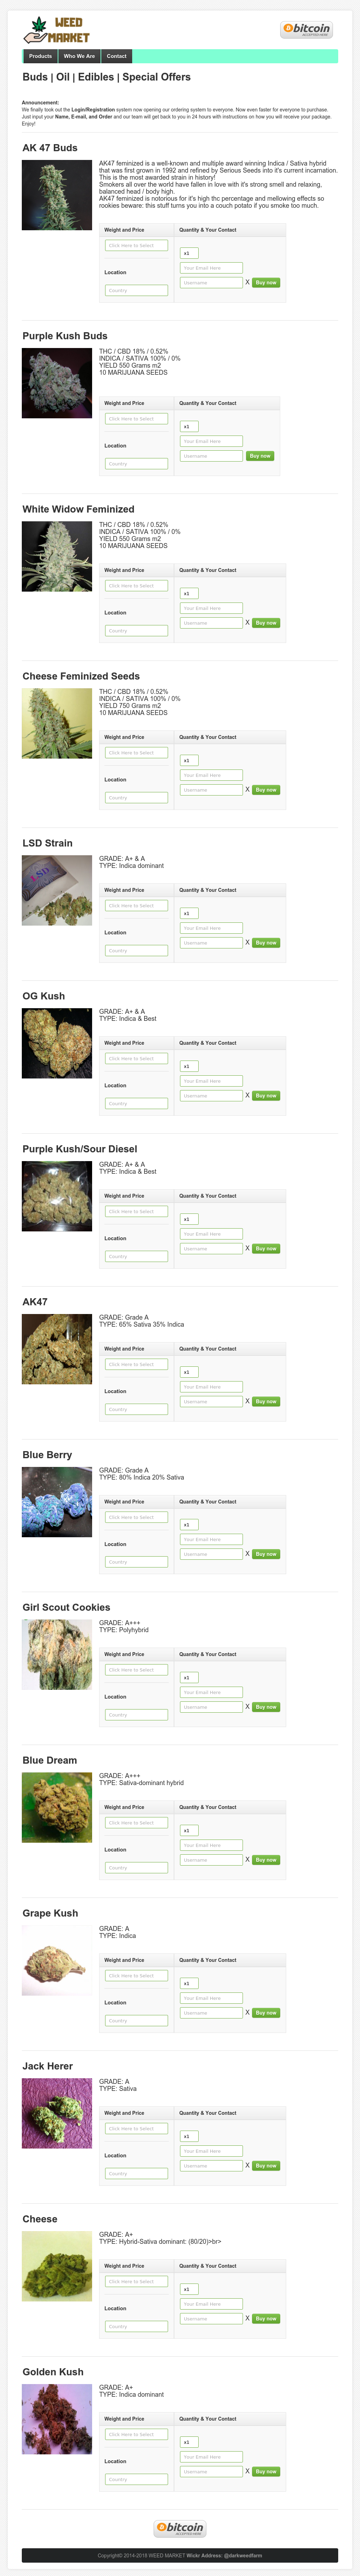 WEED
MARKET
bitcoin
ACCEPTED HERE
Products Who We Are Contact
Buds | Oil | Edibles | Special Offers
Announcement:
We finally took out the Login/Registration system now opening our ordering system to everyone. Now even faster for everyone to purchase.
Just input your Name, E-mail, and Order and our team will get back to you in 24 hours with instructions on how you will receive your package.
Enjoy!
AK 47 Buds
AK47 feminized is a well-known and multiple award winning Indica / Sativa hybrid
that was first grown in 1992 and refined by Serious Seeds into it's current incarnation.
This is the most awarded strain in history!
Smokers all over the world have fallen in love with it's strong smell and relaxing,
balanced head / body high.
AK47 feminized is notorious for it's high thc percentage and mellowing effects so
rookies beware: this stuff turns you into a couch potato if you smoke too much.
Weight and Price Quantity & Your Contact
Click Here to Select
x1
Your Email Here
Location
Username X Buy now
Country
Purple Kush Buds
THC / CBD 18% / 0.52%
INDICA / SATIVA 100% / 0%
YIELD 550 Grams m2
10 MARIJUANA SEEDS
Weight and Price Quantity & Your Contact
Click Here to Select
x1
Your Email Here
Location
Username Buy now
Country
White Widow Feminized
THC / CBD 18% / 0.52%
INDICA / SATIVA 100% / 0%
YIELD 550 Grams m2
10 MARIJUANA SEEDS
Weight and Price Quantity & Your Contact
Click Here to Select
x1
Your Email Here
Location
Username X Buy now
Country
Cheese Feminized Seeds
THC / CBD 18% / 0.52%
INDICA / SATIVA 100% / 0%
YIELD 750 Grams m2
10 MARIJUANA SEEDS
Weight and Price Quantity & Your Contact
Click Here to Select
x1
Your Email Here
Location
Username X Buy now
Country
LSD Strain
LSD
GRADE: A+ & A
TYPE: Indica dominant
Weight and Price Quantity & Your Contact
Click Here to Select
x1
Your Email Here
Location
Username X Buy now
Country
OG Kush
GRADE: A+ & A
TYPE: Indica & Best
Weight and Price Quantity & Your Contact
Click Here to Select
x1
Your Email Here
Location
Username X Buy now
Country
Purple Kush/Sour Diesel
GRADE: A+ & A
TYPE: Indica & Best
Weight and Price Quantity & Your Contact
Click Here to Select
x1
Your Email Here
Location
Username X Buy now
Country
AK47
GRADE: Grade A
TYPE: 65% Sativa 35% Indica
Weight and Price Quantity & Your Contact
Click Here to Select
x1
Your Email Here
Location
Username X Buy now
Country
Blue Berry
GRADE: Grade A
TYPE: 80% Indica 20% Sativa
Weight and Price Quantity & Your Contact
Click Here to Select
x1
Your Email Here
Location
Username X Buy now
Country
Girl Scout Cookies
GRADE: A+++
TYPE: Polyhybrid
Weight and Price Quantity & Your Contact
Click Here to Select
x1
Your Email Here
Location
Username X Buy now
Country
Blue Dream
GRADE: A+++
TYPE: Sativa-dominant hybrid
Weight and Price Quantity & Your Contact
Click Here to Select
x1
Your Email Here
Location
Username X Buy now
Country
Grape Kush
GRADE: A
TYPE: Indica
Weight and Price Quantity & Your Contact
Click Here to Select
x1
Your Email Here
Location
Username X Buy now
Country
Jack Herer
GRADE: A
TYPE: Sativa
Weight and Price Quantity & Your Contact
Click Here to Select
x1
Your Email Here
Location
Username X Buy now
Country
Cheese
GRADE: A+
TYPE: Hybrid-Sativa dominant: (80/20)>br>
Weight and Price Quantity & Your Contact
Click Here to Select
x1
Your Email Here
Location
Username X Buy now
Country
Golden Kush
GRADE: A+
TYPE: Indica dominant
Weight and Price Quantity & Your Contact
Click Here to Select
x1
Your Email Here
Location
Username X Buy now
Country
bitcoin
ACCEPTED HERE
Copyright© 2014-2018 WEED MARKET Wickr Address: @darkweedfarm